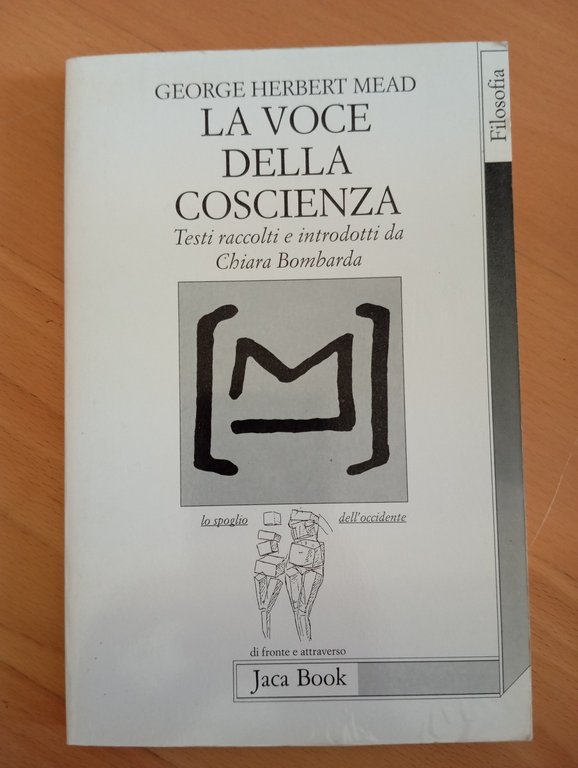 GEORGE HERBERT MEAD
LA VOCE
DELLA
COSCIENZA
Testi raccolti e introdotti da
Chiara Bombarda
Filosofia
lo spoglio dell'occidente
di fronte e attraverso
Jaca Book